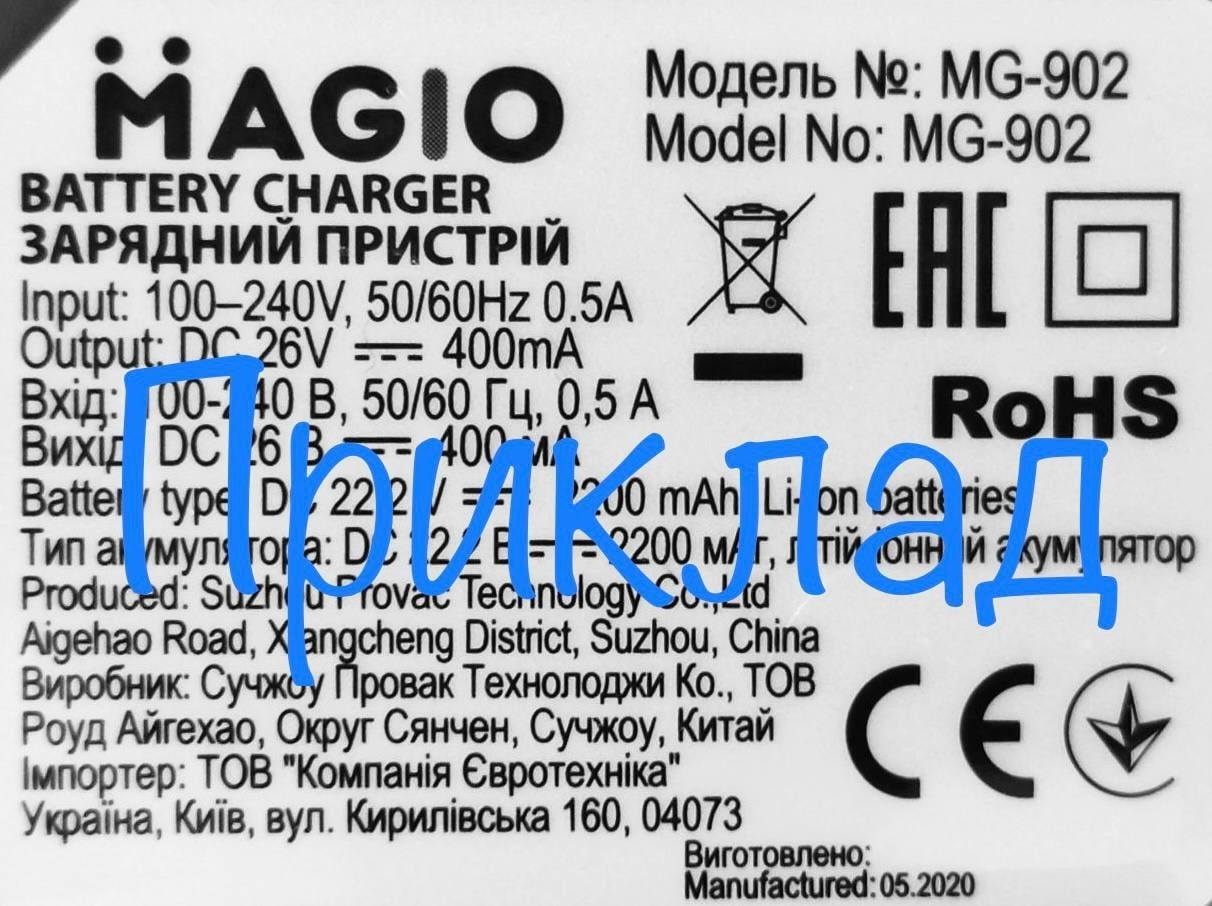 MAGIO
BATTERY CHARGER
ЗАРЯДНИЙ ПРИСТРІЙ
Модель №: MG-902
Model No: MG-902
EAC
RoHS
Input: 100–240V, 50/60Hz 0.5A
Output: DC 26V 400mA
Вхід: 100-240 В, 50/60 Гц, 0,5 А
Вихід: DC 26 В 400 мА
Battery type: DC 22.2 V 2200 mAh, Li-ion batteries
Тип акумулятора: DC 22.2 В 2200 мАг, літій-іонний акумулятор
Produced: Suzhou Provac Technology Co.,Ltd
Aigehao Road, Xiangcheng District, Suzhou, China
Виробник: Сучжоу Провак Технолоджи Ко., ТОВ
Роуд Айгехао, Округ Сянчен, Сучжоу, Китай
Імпортер: ТОВ "Компанія Євротехніка"
Україна, Київ, вул. Кирилівська 160, 04073
CE
Виготовлено:
Manufactured: 05.2020
Приклад